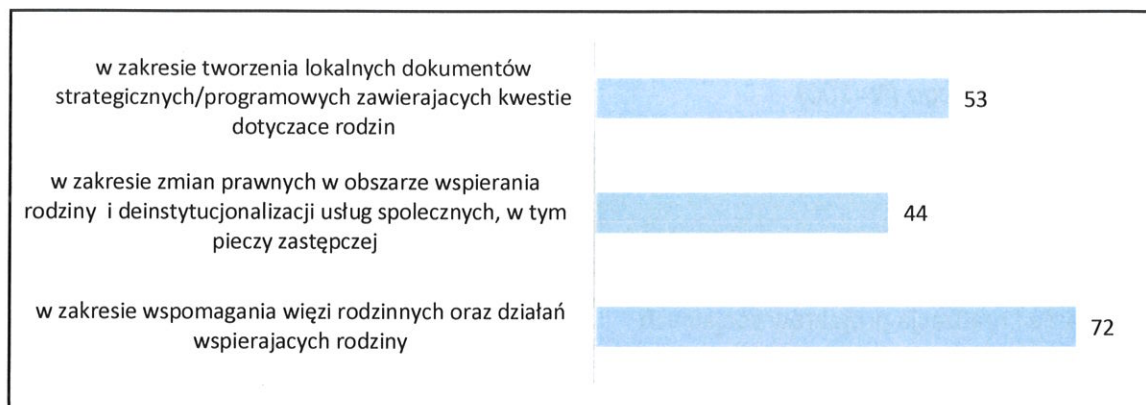 w zakresie tworzenia lokalnych dokumentów
strategicznych/programowych zawierajacych kwestie
dotyczace rodzin
53
w zakresie zmian prawnych w obszarze wspierania
rodziny i deinstytucjonalizacji usług spolecznych, w tym
pieczy zastępczej
44
w zakresie wspomagania więzi rodzinnych oraz działań
wspierajacych rodziny
72